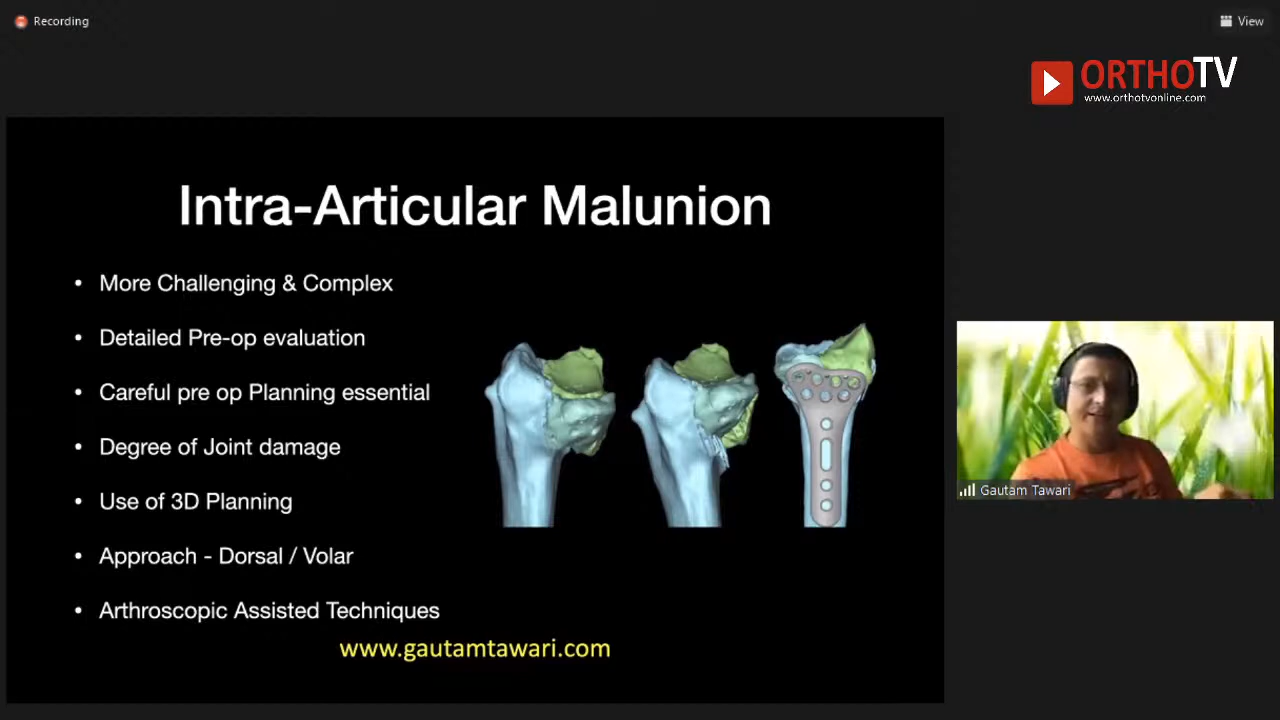 Recording
View
ORTHOTV
www.orthotvonline.com
Intra-Articular Malunion
• More Challenging & Complex
• Detailed Pre-op evaluation
• Careful pre op Planning essential
• Degree of Joint damage
• Use of 3D Planning
• Approach - Dorsal / Volar
• Arthroscopic Assisted Techniques
www.gautamtawari.com
Gautam Tawari